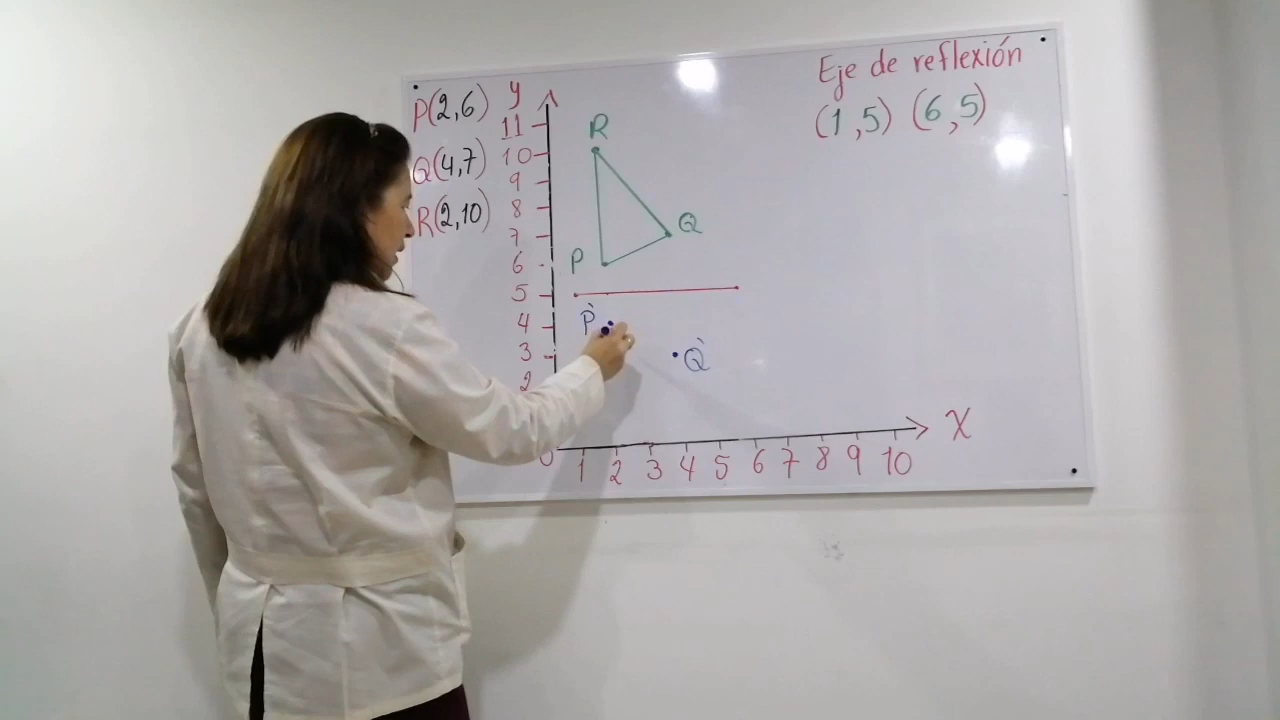 P(2,6)
Q(4,7)
R(2,10)
Eje de reflexión
(1,5) (6,5)
y
11
10
9
8
7
6
5
4
3
2
0
1 2 3 4 5 6 7 8 9 10
X
R
Q
P
P̀
Q̀